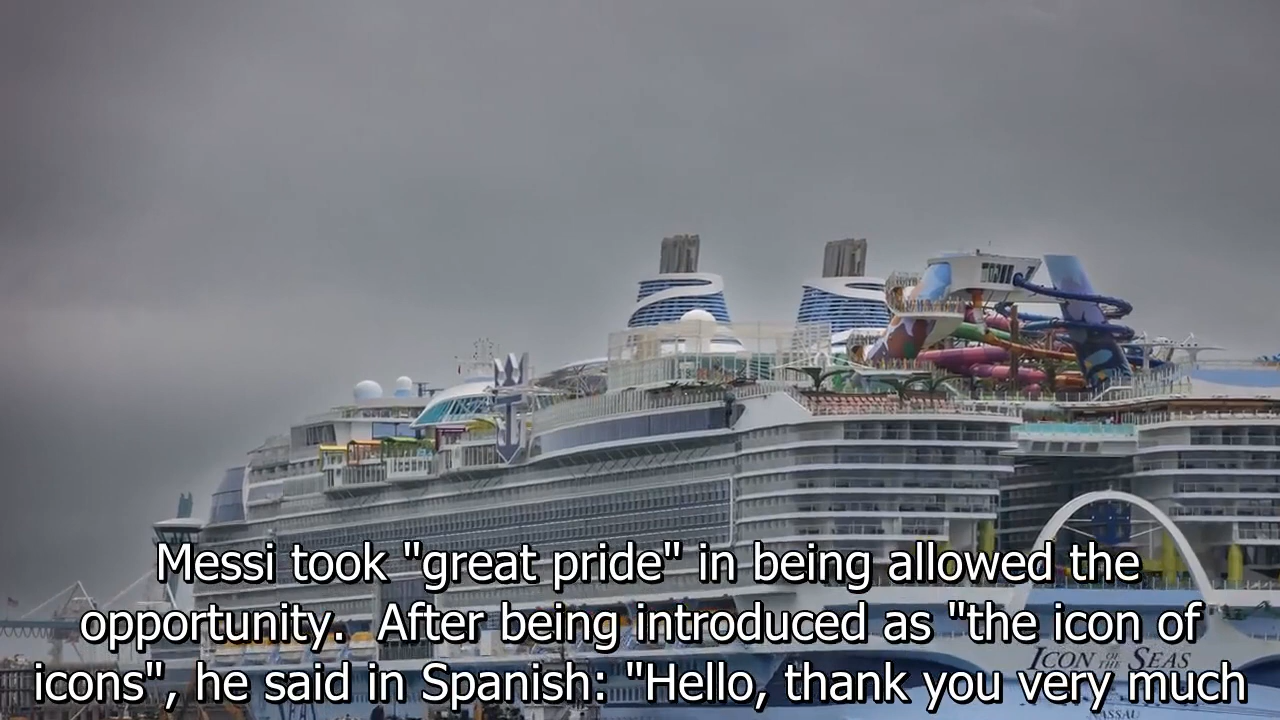 Messi took "great pride" in being allowed the
opportunity.  After being introduced as "the icon of
icons", he said in Spanish: "Hello, thank you very much
ICON OF THE SEAS
NASSAU